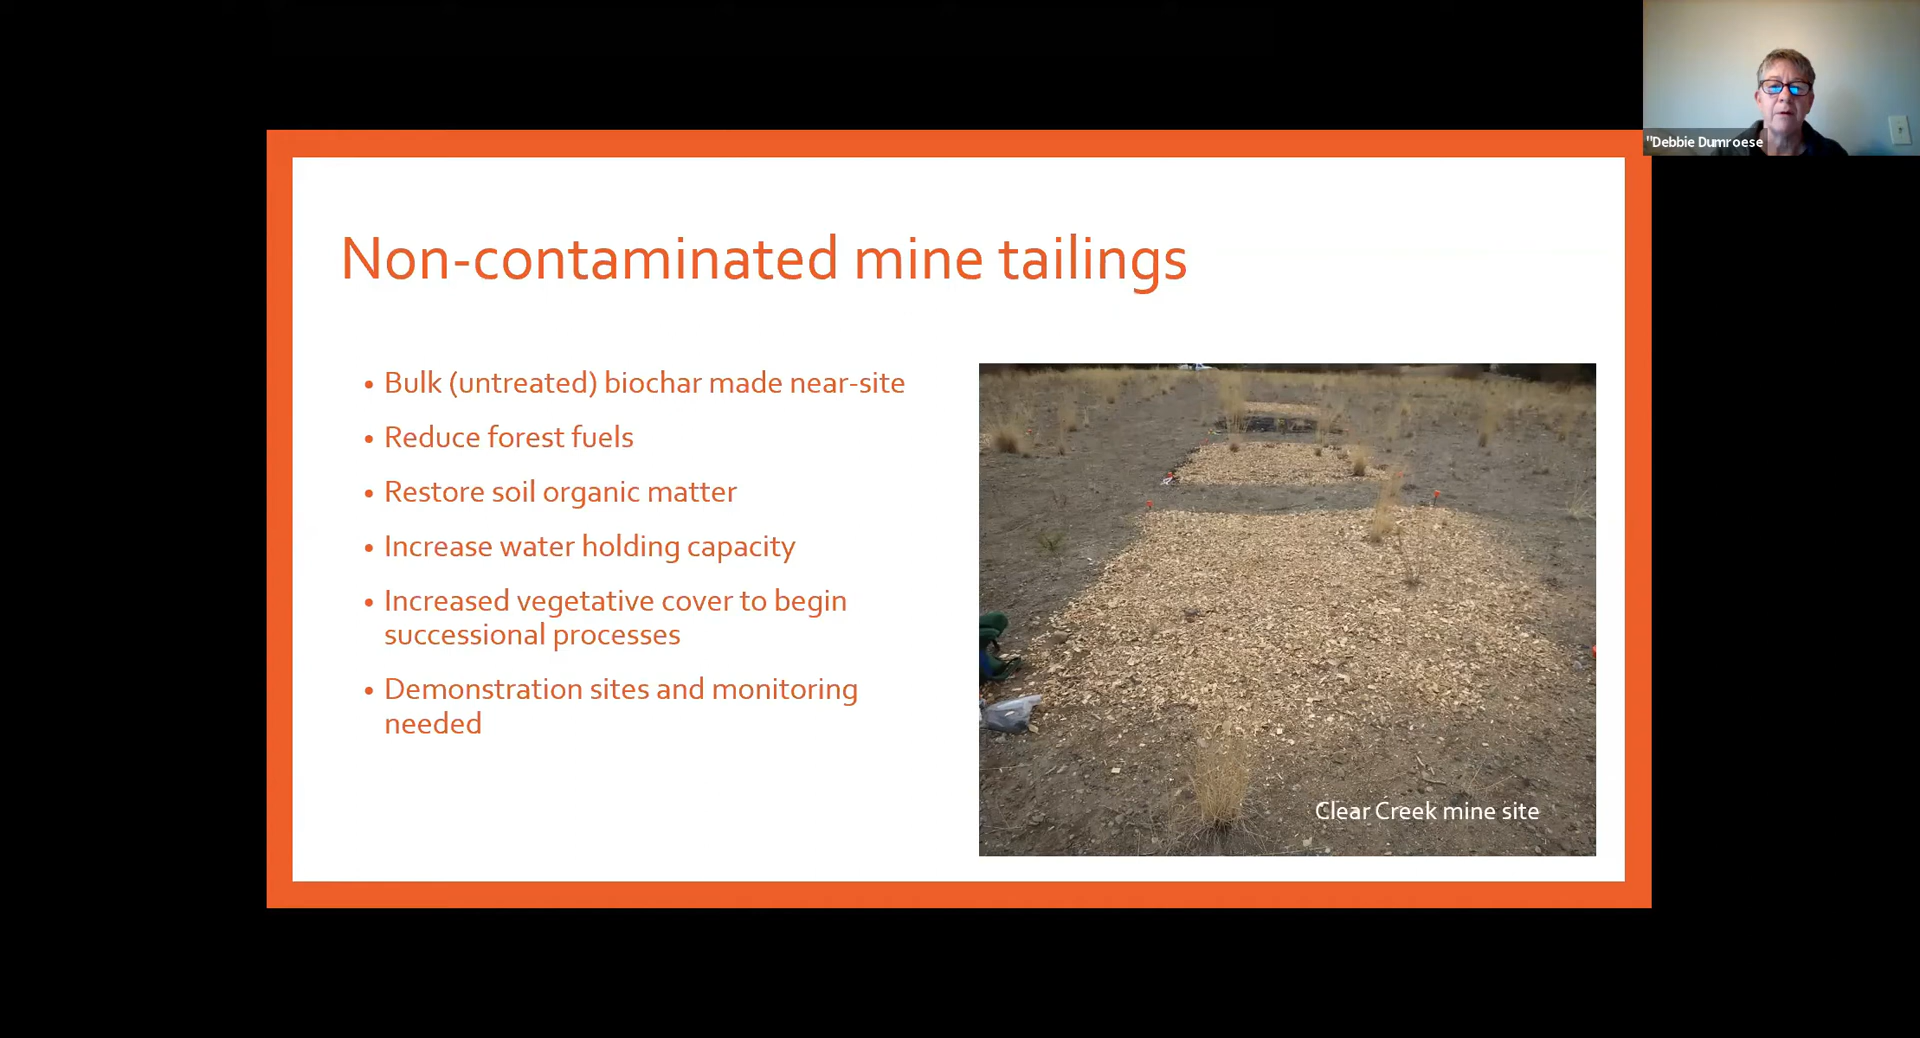 "Debbie Dumroese
Non-contaminated mine tailings
• Bulk (untreated) biochar made near-site
• Reduce forest fuels
• Restore soil organic matter
• Increase water holding capacity
• Increased vegetative cover to begin
successional processes
• Demonstration sites and monitoring
needed
Clear Creek mine site